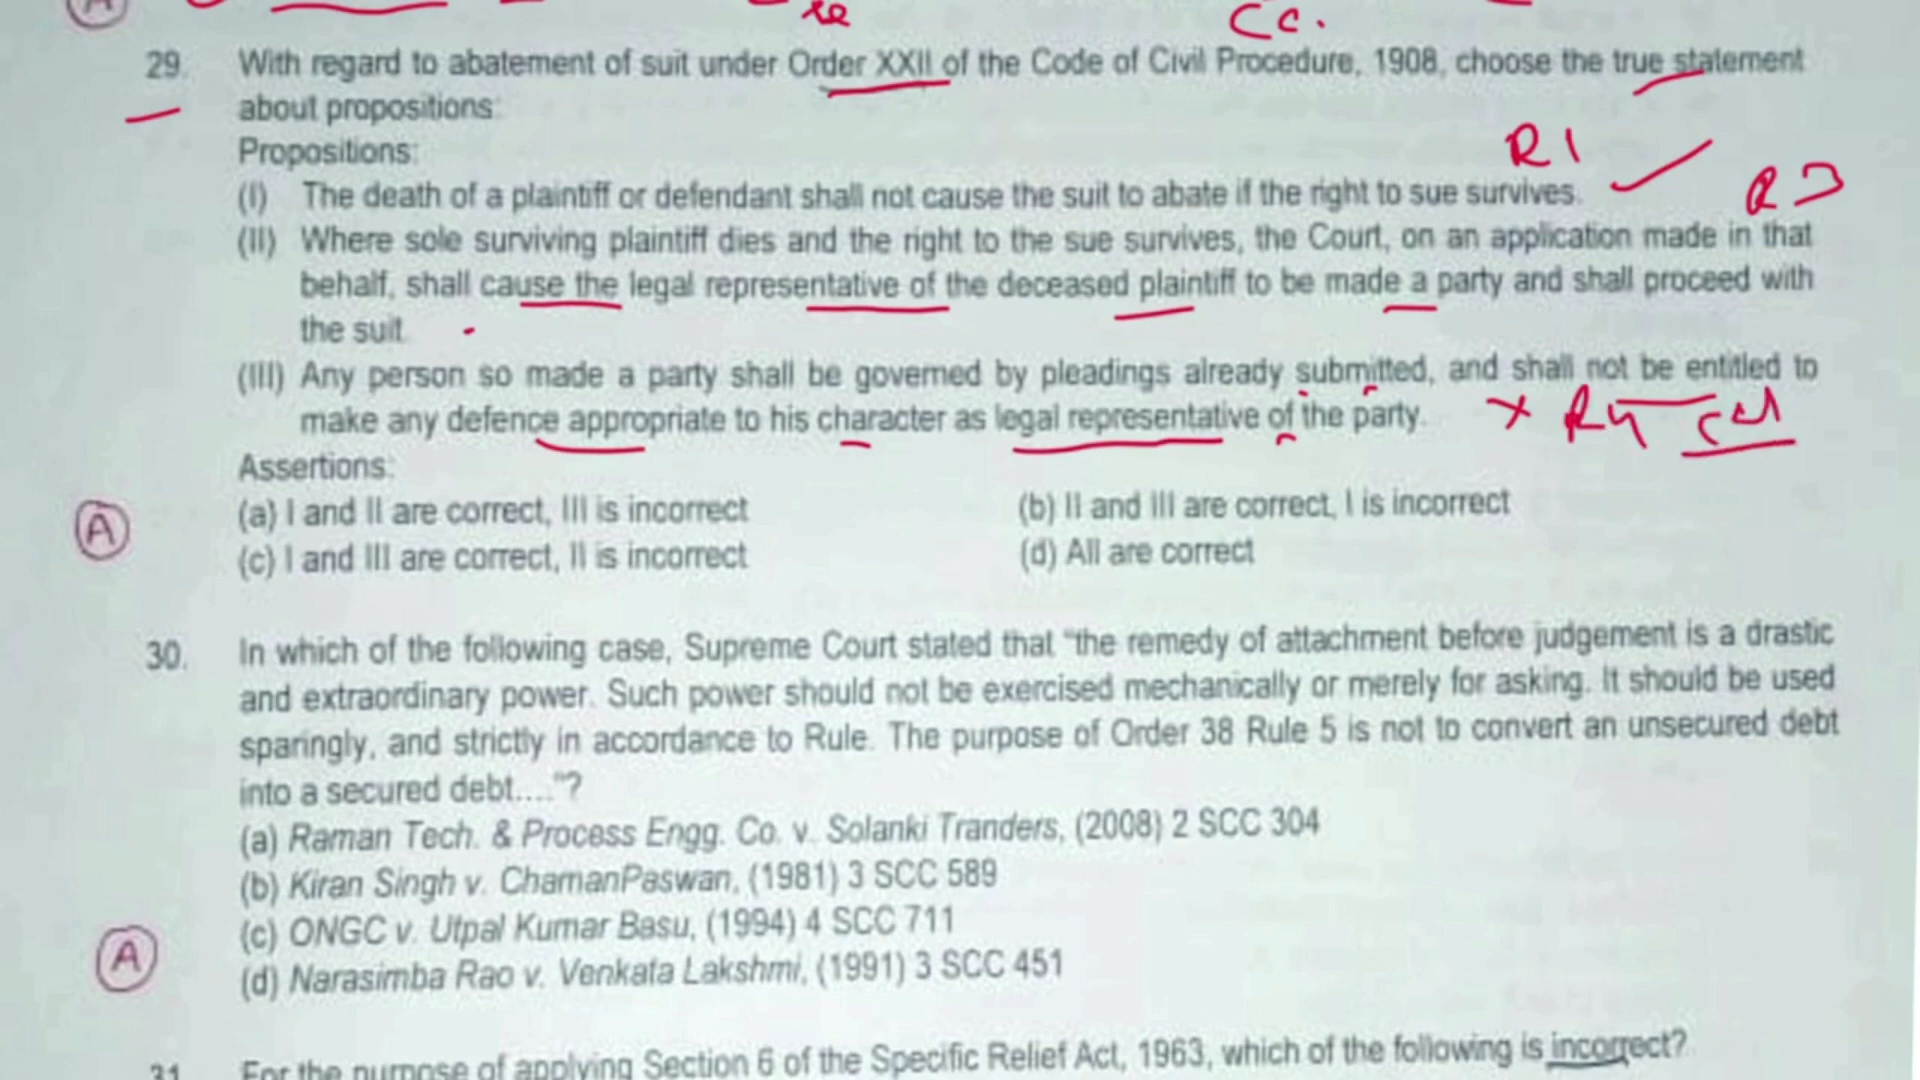 A
se
Cc.
29. With regard to abatement of suit under Order XXII of the Code of Civil Procedure, 1908, choose the true statement
about propositions:
Propositions:
R1
(I) The death of a plaintiff or defendant shall not cause the suit to abate if the right to sue survives.
R3
(II) Where sole surviving plaintiff dies and the right to the sue survives, the Court, on an application made in that
behalf, shall cause the legal representative of the deceased plaintiff to be made a party and shall proceed with
the suit.
(III) Any person so made a party shall be governed by pleadings already submitted, and shall not be entitled to
make any defence appropriate to his character as legal representative of the party. x R4
Assertions:
(a) I and II are correct, III is incorrect (b) II and III are correct, I is incorrect
A
(c) I and III are correct, II is incorrect (d) All are correct
30. In which of the following case, Supreme Court stated that "the remedy of attachment before judgement is a drastic
and extraordinary power. Such power should not be exercised mechanically or merely for asking. It should be used
sparingly, and strictly in accordance to Rule. The purpose of Order 38 Rule 5 is not to convert an unsecured debt
into a secured debt...."?
(a) Raman Tech. & Process Engg. Co. v. Solanki Tranders, (2008) 2 SCC 304
(b) Kiran Singh v. ChamanPaswan, (1981) 3 SCC 589
(c) ONGC v. Utpal Kumar Basu, (1994) 4 SCC 711
A
(d) Narasimba Rao v. Venkata Lakshmi, (1991) 3 SCC 451
31. For the purpose of applying Section 6 of the Specific Relief Act, 1963, which of the following is incorrect?